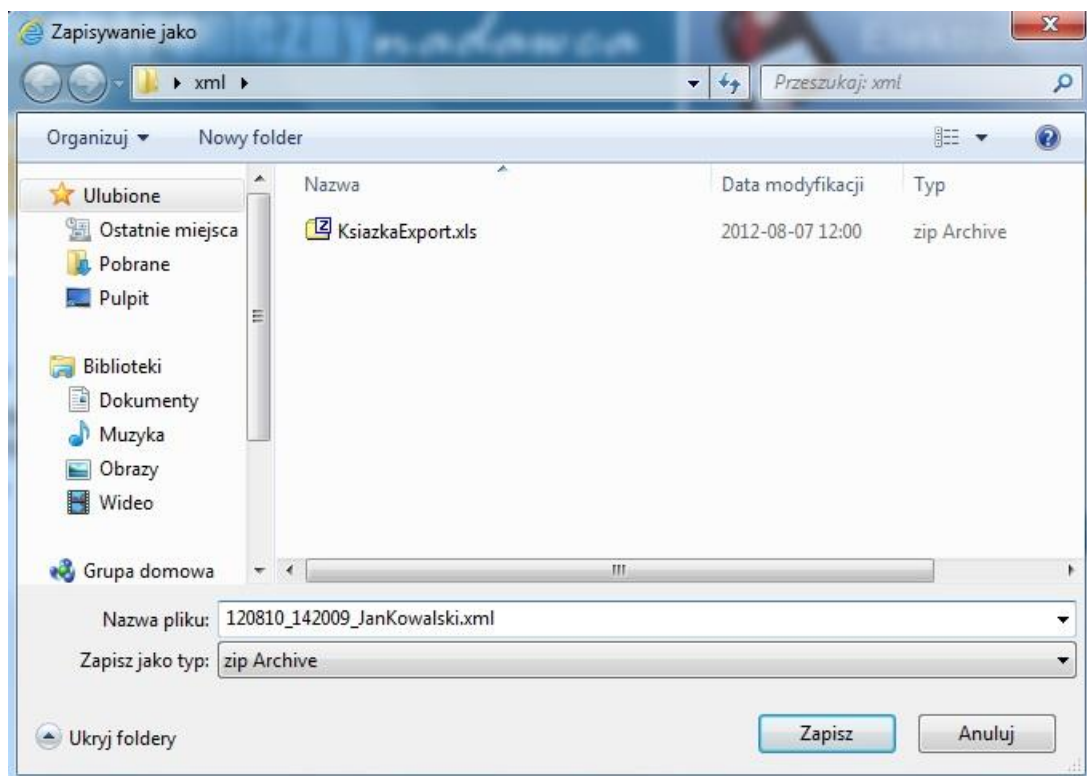 Zapisywanie jako
nadawca
xml
Przeszukaj: xml
Organizuj Nowy folder
Nazwa Data modyfikacji Typ
Ulubione
KsiazkaExport.xls 2012-08-07 12:00 zip Archive
Ostatnie miejsca
Pobrane
Pulpit
Biblioteki
Dokumenty
Muzyka
Obrazy
Wideo
Grupa domowa
Nazwa pliku: 120810_142009_JanKowalski.xml
Zapisz jako typ: zip Archive
Ukryj foldery
Zapisz Anuluj